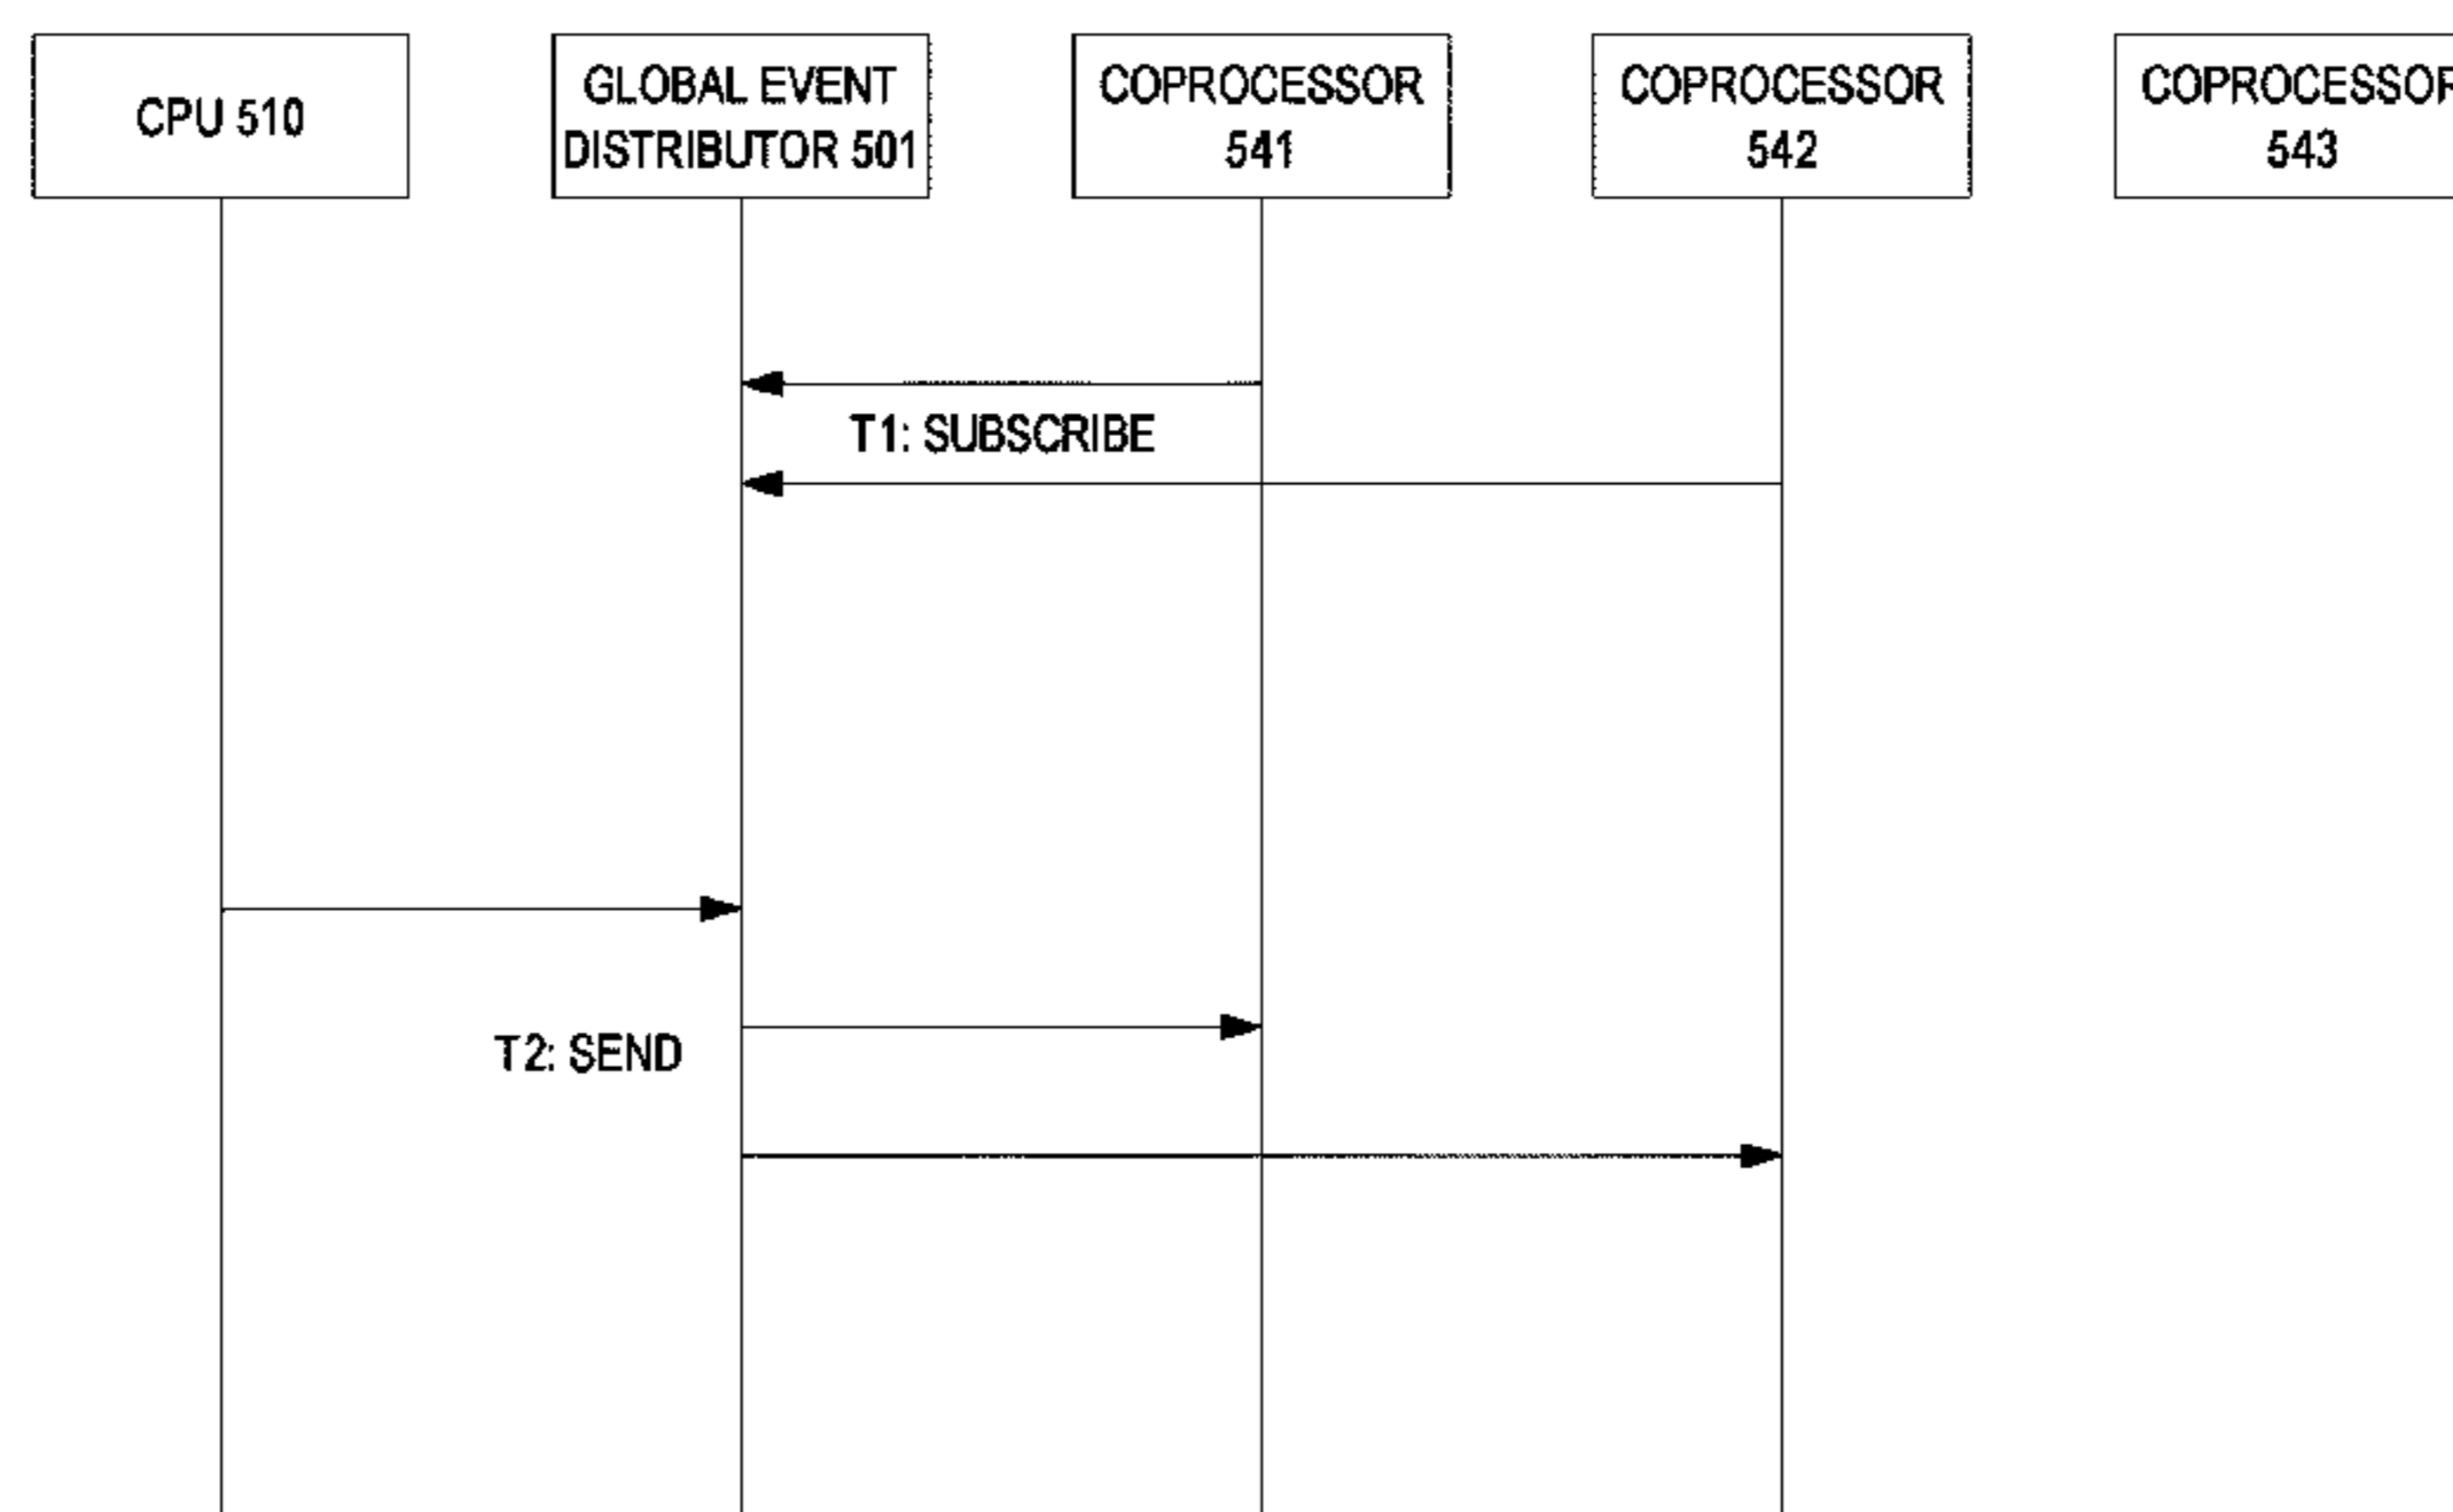 CPU 510
GLOBAL EVENT
DISTRIBUTOR 501
COPROCESSOR
541
COPROCESSOR
542
COPROCESSOR
543
T1: SUBSCRIBE
T2: SEND